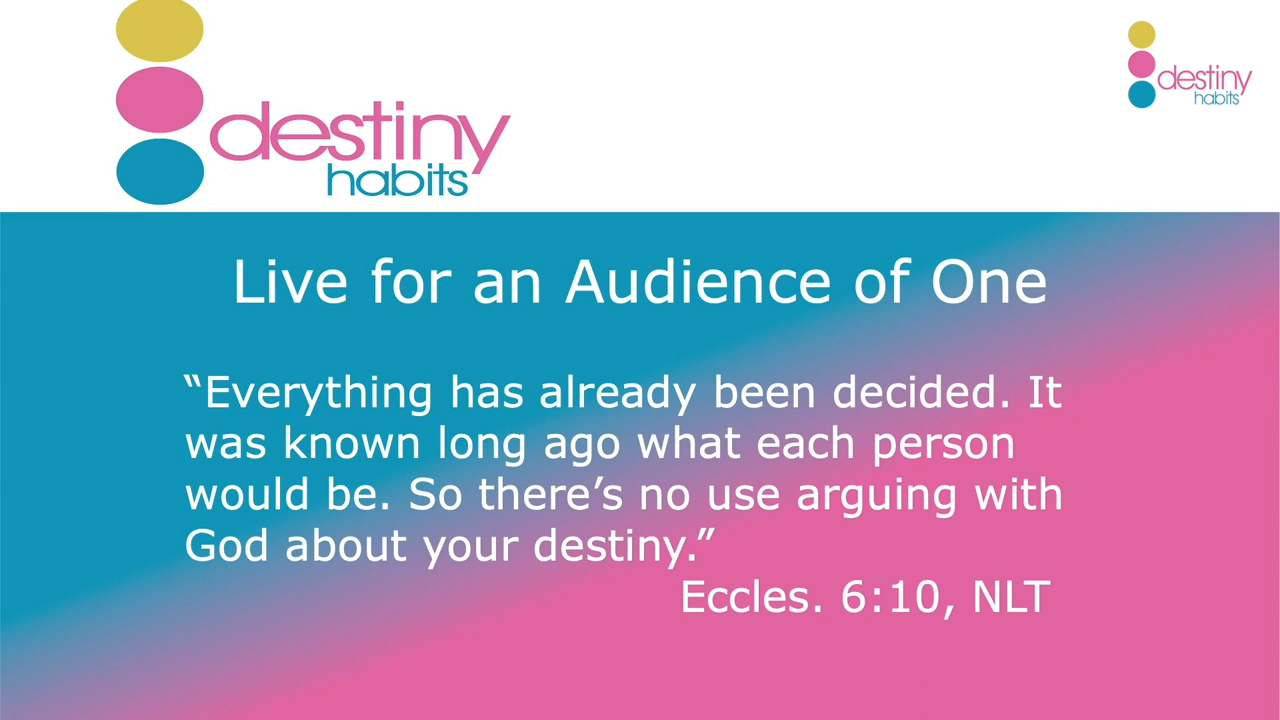 destiny
habits
destiny
habits
Live for an Audience of One
“Everything has already been decided. It
was known long ago what each person
would be. So there’s no use arguing with
God about your destiny.”
Eccles. 6:10, NLT